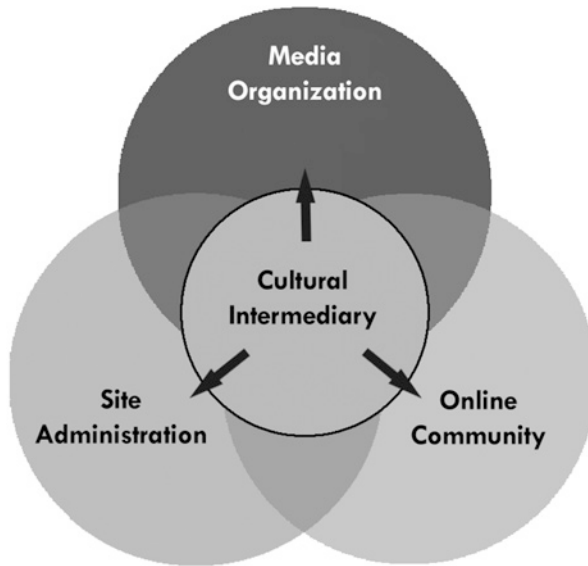 Media
Organization
Cultural
Intermediary
Site
Administration
Online
Community